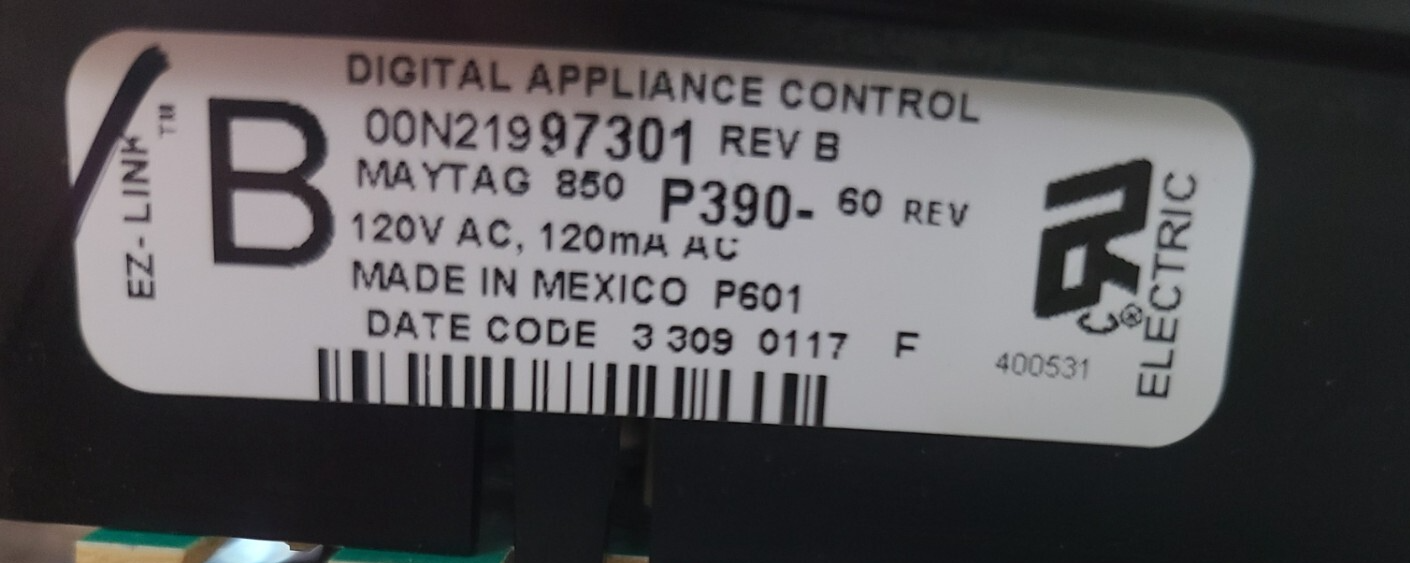 DIGITAL APPLIANCE CONTROL
00N21997301 REV B
MAYTAG 850 P390- 60 REV
120V AC, 120mA AC
MADE IN MEXICO P601
DATE CODE 3 309 0117 F
EZ-LINK™
B
ERC®
ELECTRIC
400531